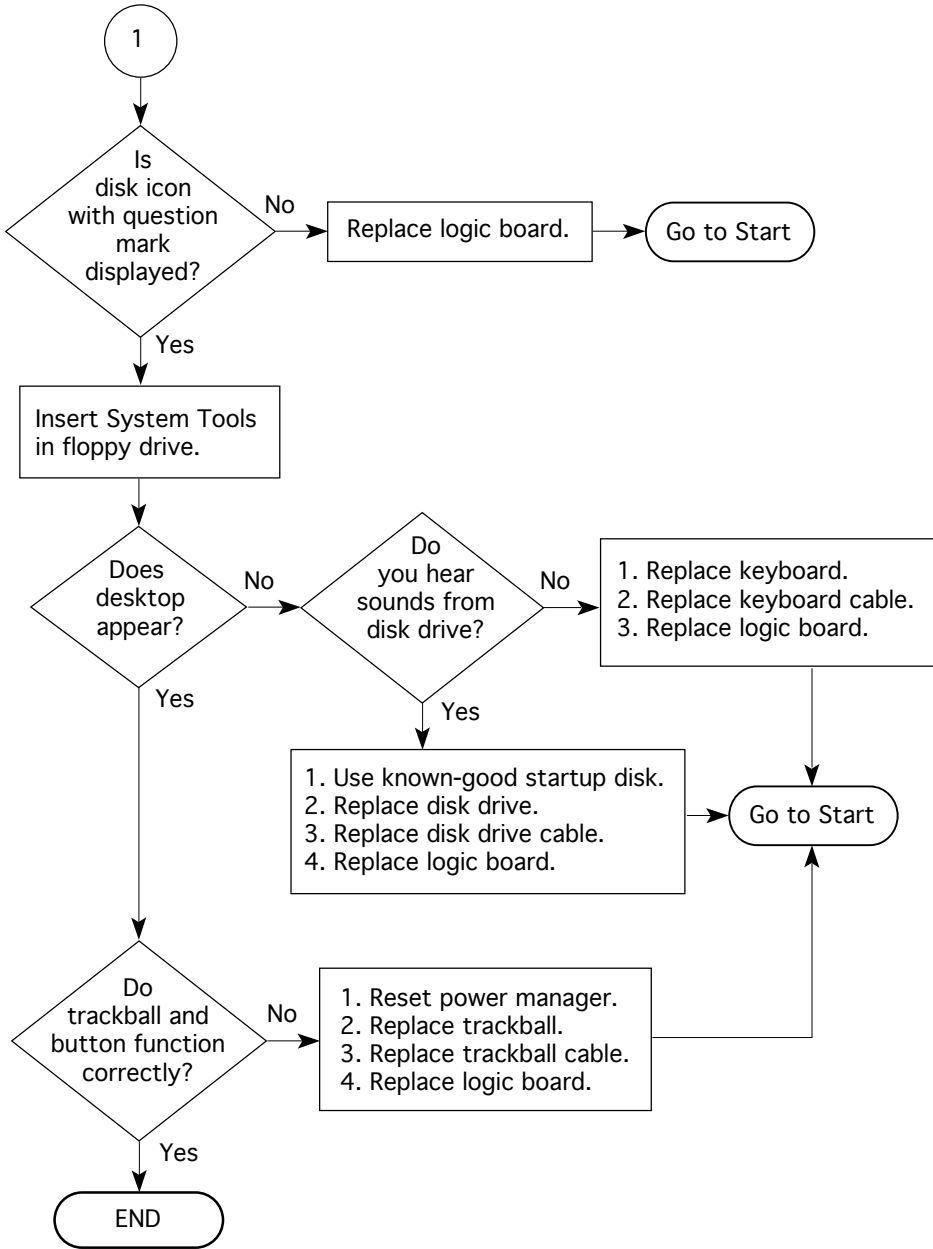 1
Is
disk icon
with question
mark
displayed?
No
Replace logic board.
Go to Start
Yes
Insert System Tools
in floppy drive.
Does
desktop
appear?
No
Do
you hear
sounds from
disk drive?
No
1. Replace keyboard.
2. Replace keyboard cable.
3. Replace logic board.
Yes
Yes
1. Use known-good startup disk.
2. Replace disk drive.
3. Replace disk drive cable.
4. Replace logic board.
Go to Start
Do
trackball and
button function
correctly?
No
1. Reset power manager.
2. Replace trackball.
3. Replace trackball cable.
4. Replace logic board.
Yes
END